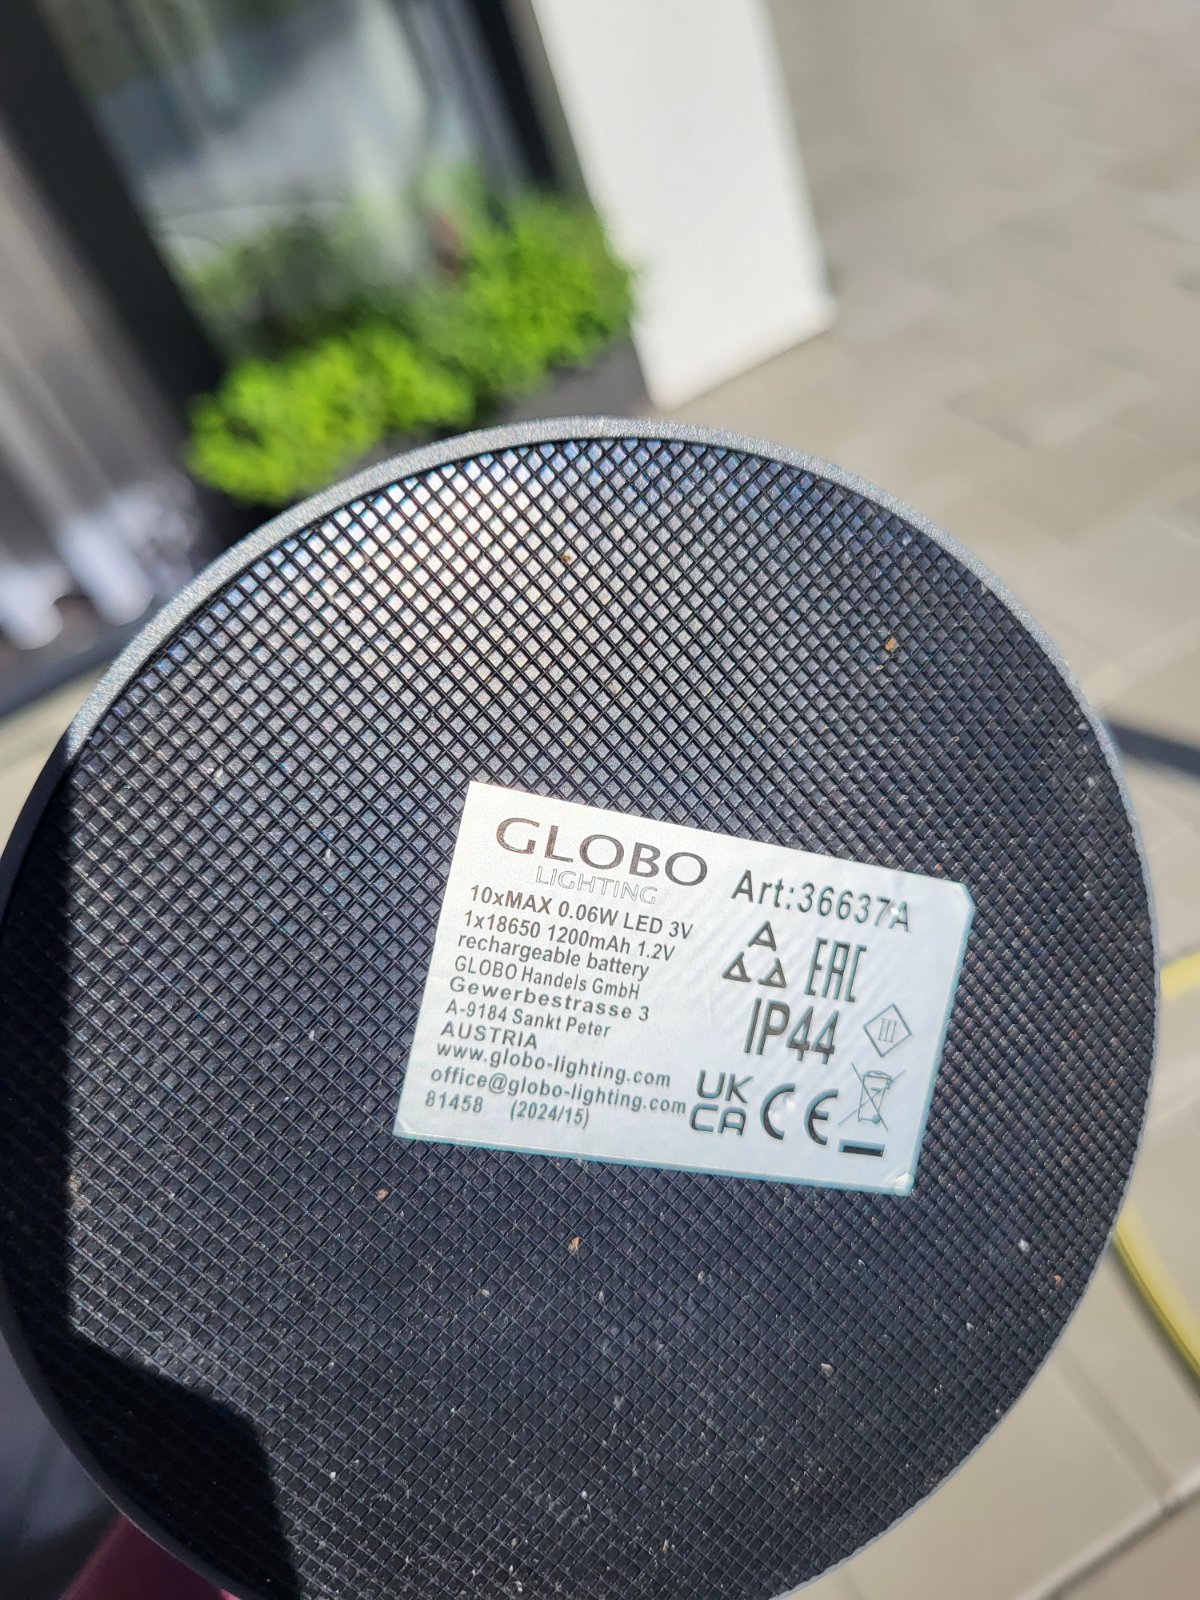 GLOBO
LIGHTING
10xMAX 0.06W LED 3V
1x18650 1200mAh 1.2V
rechargeable battery
GLOBO Handels GmbH
Gewerbestrasse 3
A-9184 Sankt Peter
AUSTRIA
www.globo-lighting.com
office@globo-lighting.com
81458 (2024/15)
Art:36637A
EAC
IP44
III
UK
CA CE